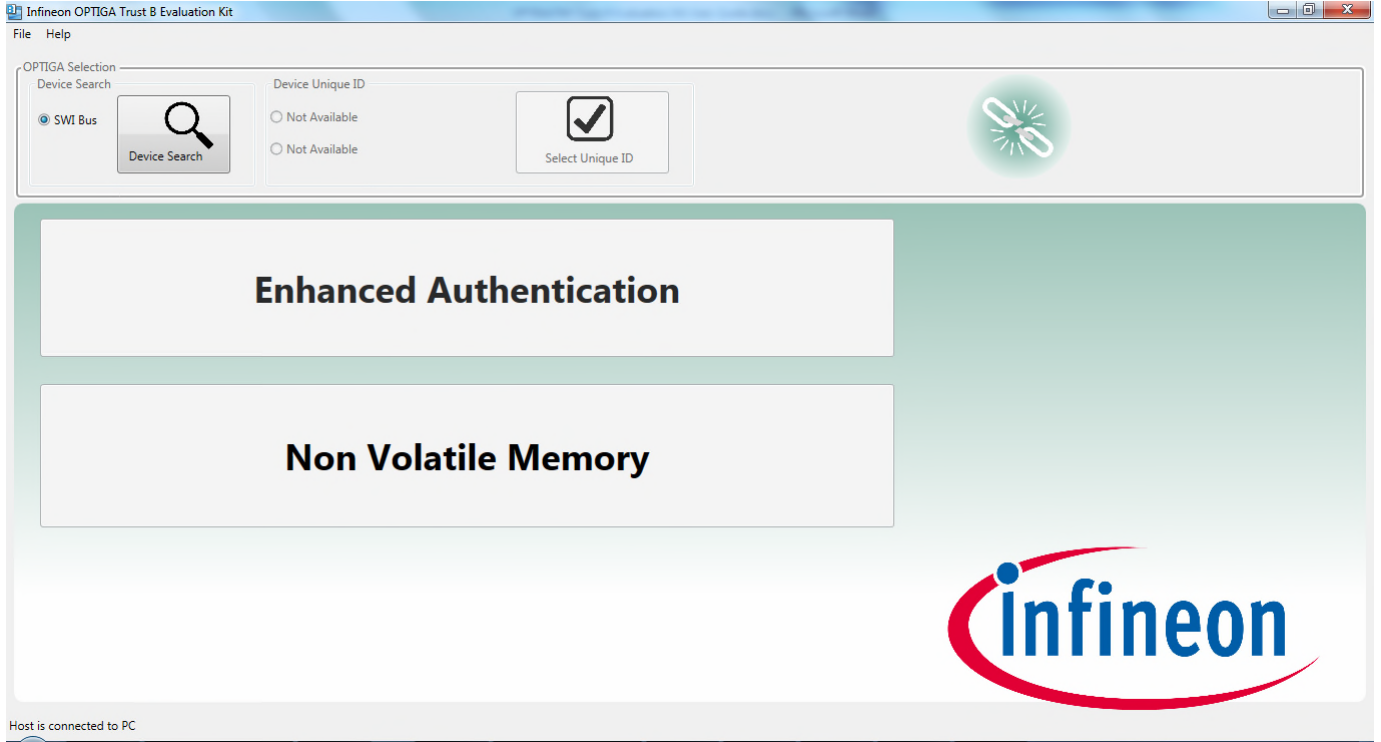 Infineon OPTIGA Trust B Evaluation Kit
File Help
OPTIGA Selection
Device Search
Device Unique ID
SWI Bus
Device Search
Not Available
Not Available
Select Unique ID
Enhanced Authentication
Non Volatile Memory
infineon
Host is connected to PC